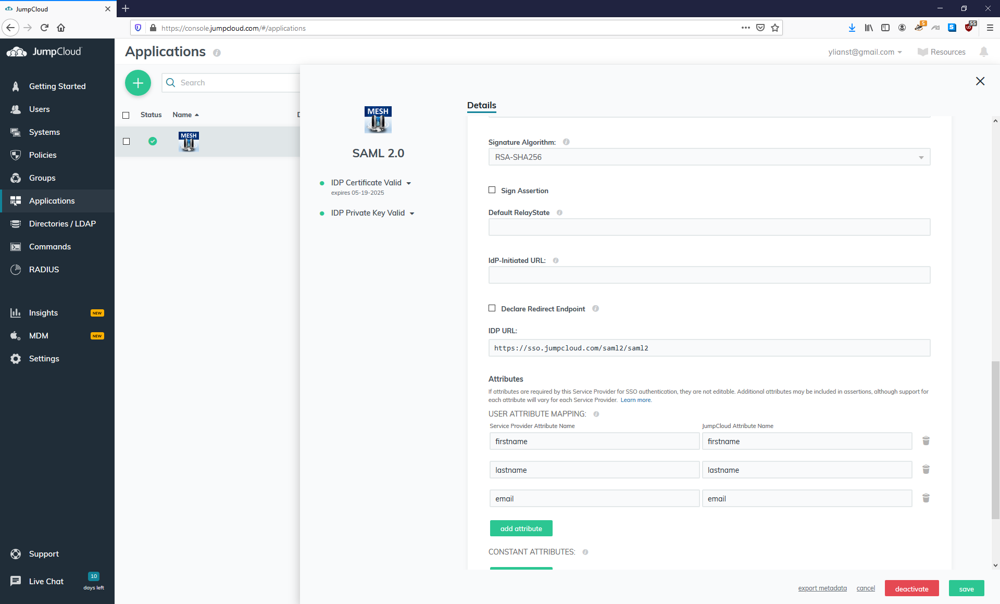 JumpCloud
https://console.jumpcloud.com/#/applications
5
55
JumpCloud
Applications
ylianst@gmail.com
Resources
Getting Started
Users
Systems
Policies
Groups
Applications
Directories / LDAP
Commands
RADIUS
Insights NEW
MDM NEW
Settings
Support
Live Chat
10
days left
Search
Status Name
MESH
MESH
SAML 2.0
IDP Certificate Valid
expires 05-19-2025
IDP Private Key Valid
Details
Signature Algorithm:
RSA-SHA256
Sign Assertion
Default RelayState
IdP-Initiated URL:
Declare Redirect Endpoint
IDP URL:
https://sso.jumpcloud.com/saml2/saml2
Attributes
If attributes are required by this Service Provider for SSO authentication, they are not editable. Additional attributes may be included in assertions, although support for
each attribute will vary for each Service Provider. Learn more.
USER ATTRIBUTE MAPPING:
Service Provider Attribute Name JumpCloud Attribute Name
firstname firstname
lastname lastname
email email
add attribute
CONSTANT ATTRIBUTES:
export metadata cancel deactivate save